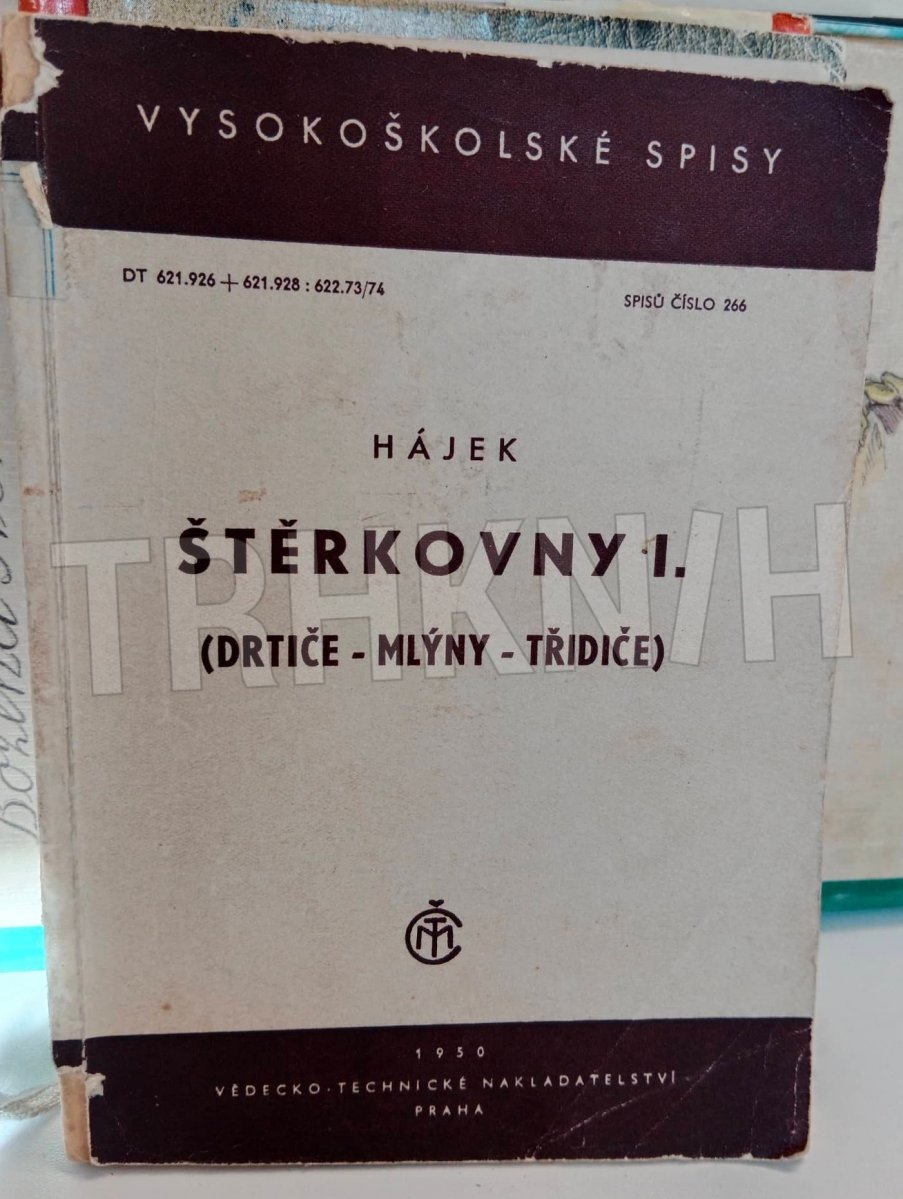 VYSOKOŠKOLSKÉ SPISY
DT 621.926 + 621.928 : 622.73/74
SPISŮ ČÍSLO 266
HÁJEK
ŠTĚRKOVNY I.
(DRTIČE - MLÝNY - TŘIDIČE)
TRHKNIH
ČTM
1950
VĚDECKO-TECHNICKÉ NAKLADATELSTVÍ
PRAHA